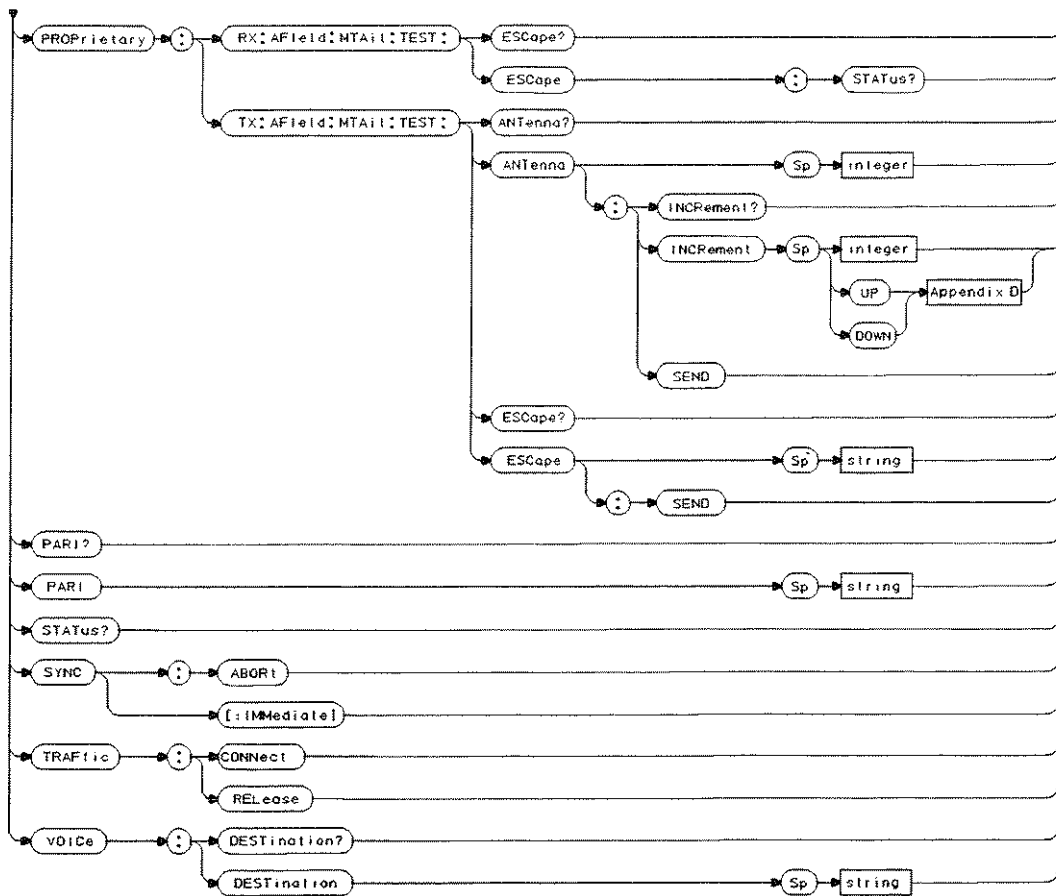 PROPrietary : RX:AField:MTAil:TEST: ESCape?
ESCape : STATus?
TX:AField:MTAil:TEST: ANTenna?
ANTenna Sp integer
: INCRement?
INCRement Sp integer
UP Appendix D
DOWN
SEND
ESCape?
ESCape Sp string
: SEND
PARI?
PARI Sp string
STATus?
SYNC : ABORt
[:IMMediate]
TRAFfic : CONNect
RELease
VOICe : DESTination?
DESTination Sp string